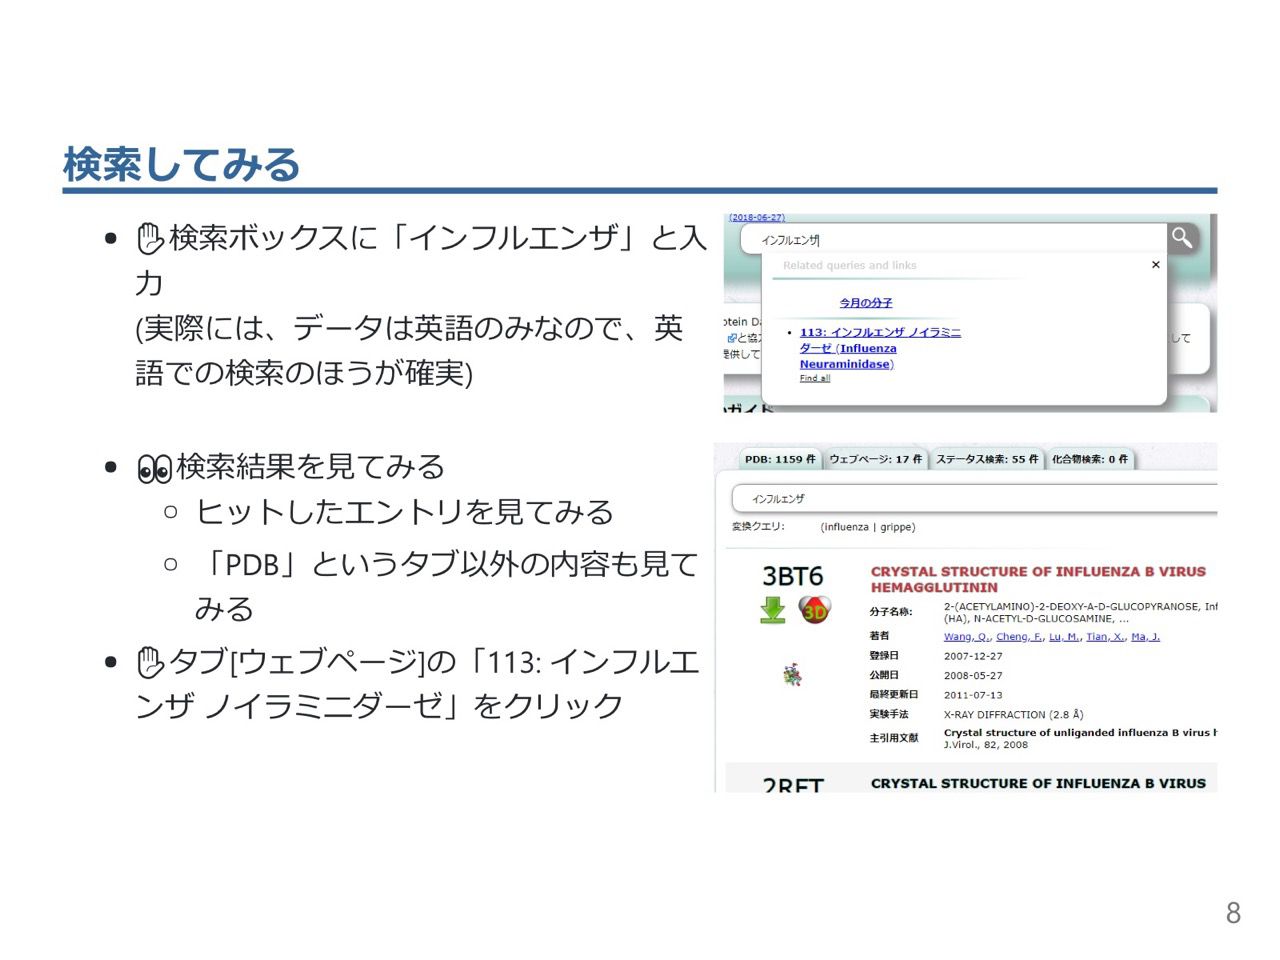 検索してみる
✋検索ボックスに「インフルエンザ」と入
力
(実際には、データは英語のみなので、英
語での検索のほうが確実)
👀検索結果を見てみる
ヒットしたエントリを見てみる
「PDB」というタブ以外の内容も見て
みる
✋タブ[ウェブページ]の「113: インフルエ
ンザ ノイラミニダーゼ」をクリック
(2018-06-27)
インフルエンザ
Related queries and links
×
今月の分子
113: インフルエンザ ノイラミニ
ダーゼ (Influenza
Neuraminidase)
Find all
otein Da
と協
提供して
して
のガイド
PDB: 1159 件 ウェブページ: 17 件 ステータス検索: 55 件 化合物検索: 0 件
インフルエンザ
変換クエリ: (influenza | grippe)
3BT6
3D
CRYSTAL STRUCTURE OF INFLUENZA B VIRUS
HEMAGGLUTININ
分子名称: 2-(ACETYLAMINO)-2-DEOXY-A-D-GLUCOPYRANOSE, Inf
(HA), N-ACETYL-D-GLUCOSAMINE, ...
著者 Wang, Q., Cheng, F., Lu, M., Tian, X., Ma, J.
登録日 2007-12-27
公開日 2008-05-27
最終更新日 2011-07-13
実験手法 X-RAY DIFFRACTION (2.8 Å)
主引用文献 Crystal structure of unliganded influenza B virus h
J.Virol., 82, 2008
2RFT CRYSTAL STRUCTURE OF INFLUENZA B VIRUS
8